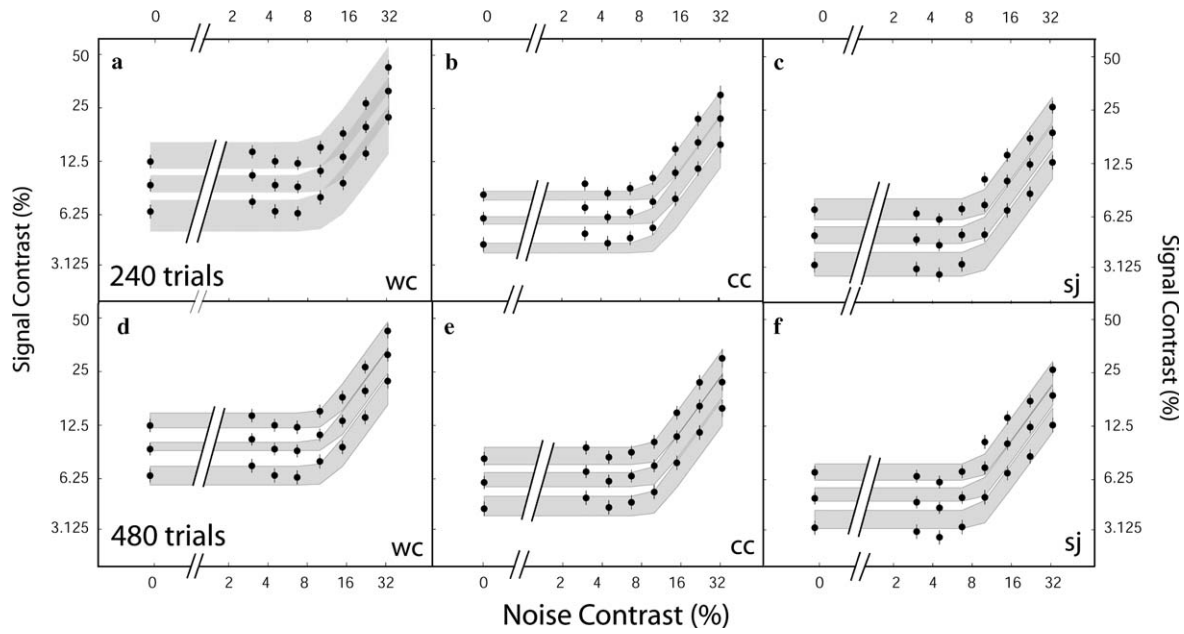 0 2 4 8 16 32 0 2 4 8 16 32 0 2 4 8 16 32
50 a b c 50
25 25
12.5 12.5
6.25 6.25
3.125 3.125
240 trials wc cc sj
Signal Contrast (%)
Signal Contrast (%)
50 d e f 50
25 25
12.5 12.5
6.25 6.25
3.125 3.125
480 trials wc cc sj
0 2 4 8 16 32 0 2 4 8 16 32 0 2 4 8 16 32
Noise Contrast (%)